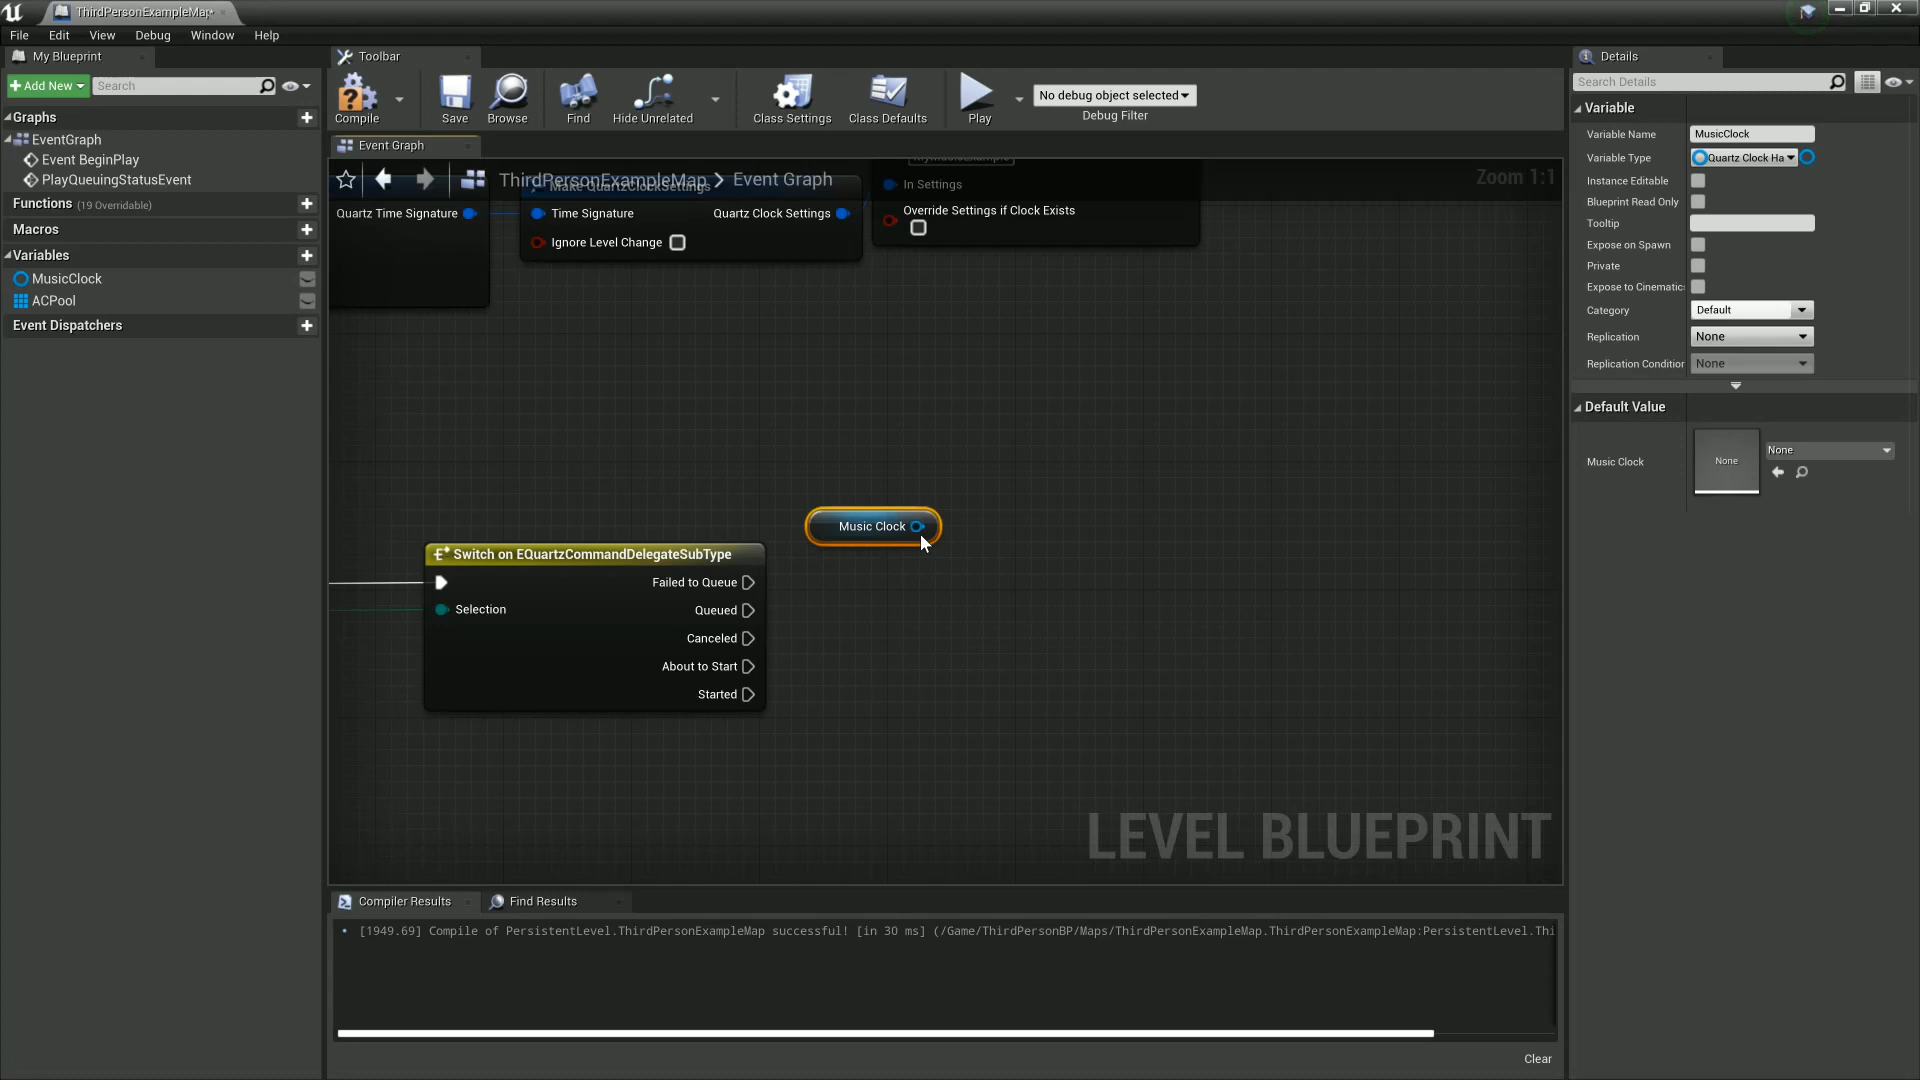 ThirdPersonExampleMap*
File Edit View Debug Window Help
My Blueprint
Add New
Search
Graphs
EventGraph
Event BeginPlay
PlayQueuingStatusEvent
Functions (19 Overridable)
Macros
Variables
MusicClock
ACPool
Event Dispatchers
Toolbar
Compile
Save
Browse
Find
Hide Unrelated
Class Settings
Class Defaults
Play
No debug object selected
Debug Filter
Event Graph
ThirdPersonExampleMap > Event Graph
Zoom 1:1
Quartz Time Signature
Make QuartzClockSettings
Time Signature
Quartz Clock Settings
Ignore Level Change
In Settings
Override Settings if Clock Exists
Music Clock
Switch on EQuartzCommandDelegateSubType
Selection
Failed to Queue
Queued
Canceled
About to Start
Started
LEVEL BLUEPRINT
Compiler Results
Find Results
[1949.69] Compile of PersistentLevel.ThirdPersonExampleMap successful! [in 30 ms] (/Game/ThirdPersonBP/Maps/ThirdPersonExampleMap.ThirdPersonExampleMap:PersistentLevel.Thi
Clear
Details
Search Details
Variable
Variable Name MusicClock
Variable Type Quartz Clock Ha
Instance Editable
Blueprint Read Only
Tooltip
Expose on Spawn
Private
Expose to Cinematics
Category Default
Replication None
Replication Condition None
Default Value
Music Clock
None
None